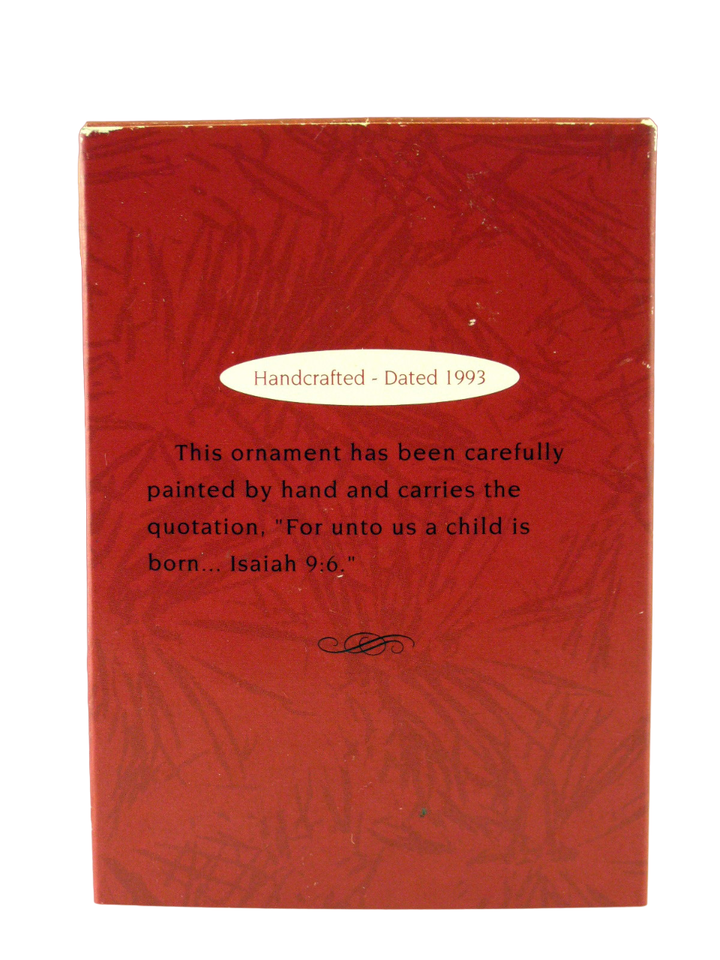 Handcrafted - Dated 1993
This ornament has been carefully
painted by hand and carries the
quotation, "For unto us a child is
born... Isaiah 9:6."